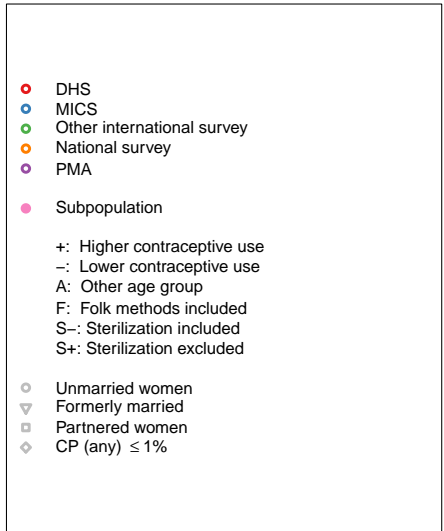 DHS
MICS
Other international survey
National survey
PMA
Subpopulation
+: Higher contraceptive use
−: Lower contraceptive use
A: Other age group
F: Folk methods included
S−: Sterilization included
S+: Sterilization excluded
Unmarried women
Formerly married
Partnered women
CP (any) ≤ 1%